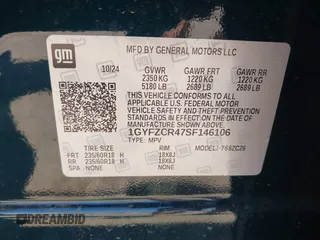 gm
MFD BY GENERAL MOTORS LLC
10/24 GVWR GAWR FRT GAWR RR
2350 KG 1220 KG 1220 KG
5180 LB 2689 LB 2689 LB
THIS VEHICLE CONFORMS TO ALL APPLICABLE
U.S. FEDERAL MOTOR
VEHICLE SAFETY STANDARDS
IN EFFECT ON THE DATE OF
MANUFACTURE SHOWN ABOVE.
1GYFZCR47SF146106
TYPE: MPV
TIRE SIZE RIM MODEL:
FRT 235/60R18 H 18X8J
RR 235/60R18 H 18X8J
SPA NONE NONE
DREAMBID